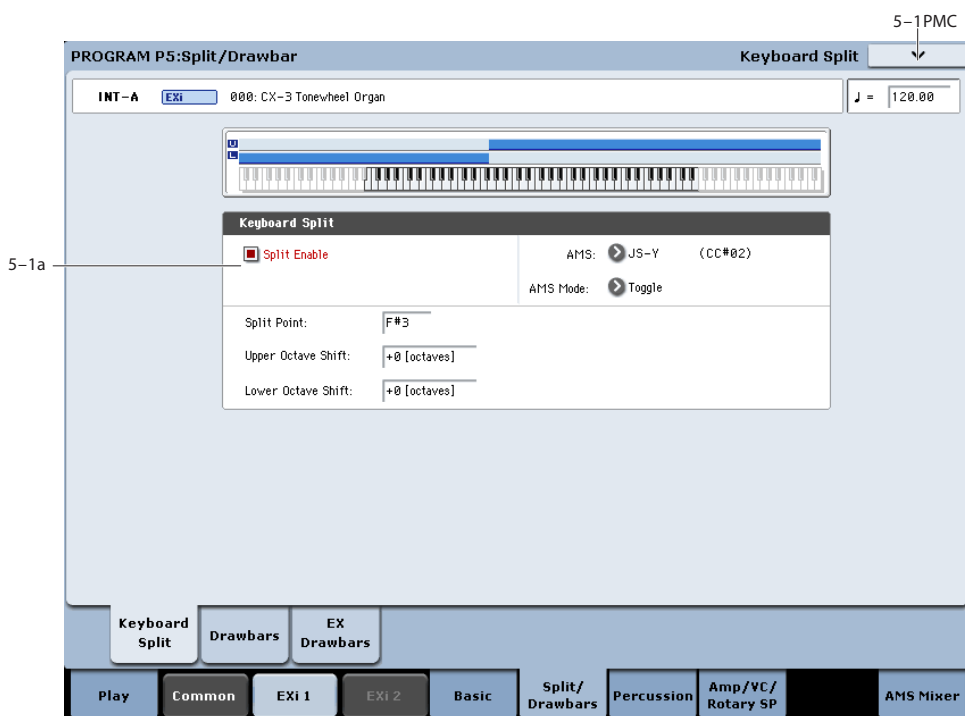 5–1PMC
PROGRAM P5:Split/Drawbar
Keyboard Split
INT-A EXi 000: CX-3 Tonewheel Organ
♩ = 120.00
U
L
Keyboard Split
5–1a
Split Enable
AMS: JS-Y (CC#02)
AMS Mode: Toggle
Split Point: F#3
Upper Octave Shift: +0 [octaves]
Lower Octave Shift: +0 [octaves]
Keyboard Split
Drawbars
EX Drawbars
Play
Common
EXi 1
EXi 2
Basic
Split/ Drawbars
Percussion
Amp/VC/ Rotary SP
AMS Mixer